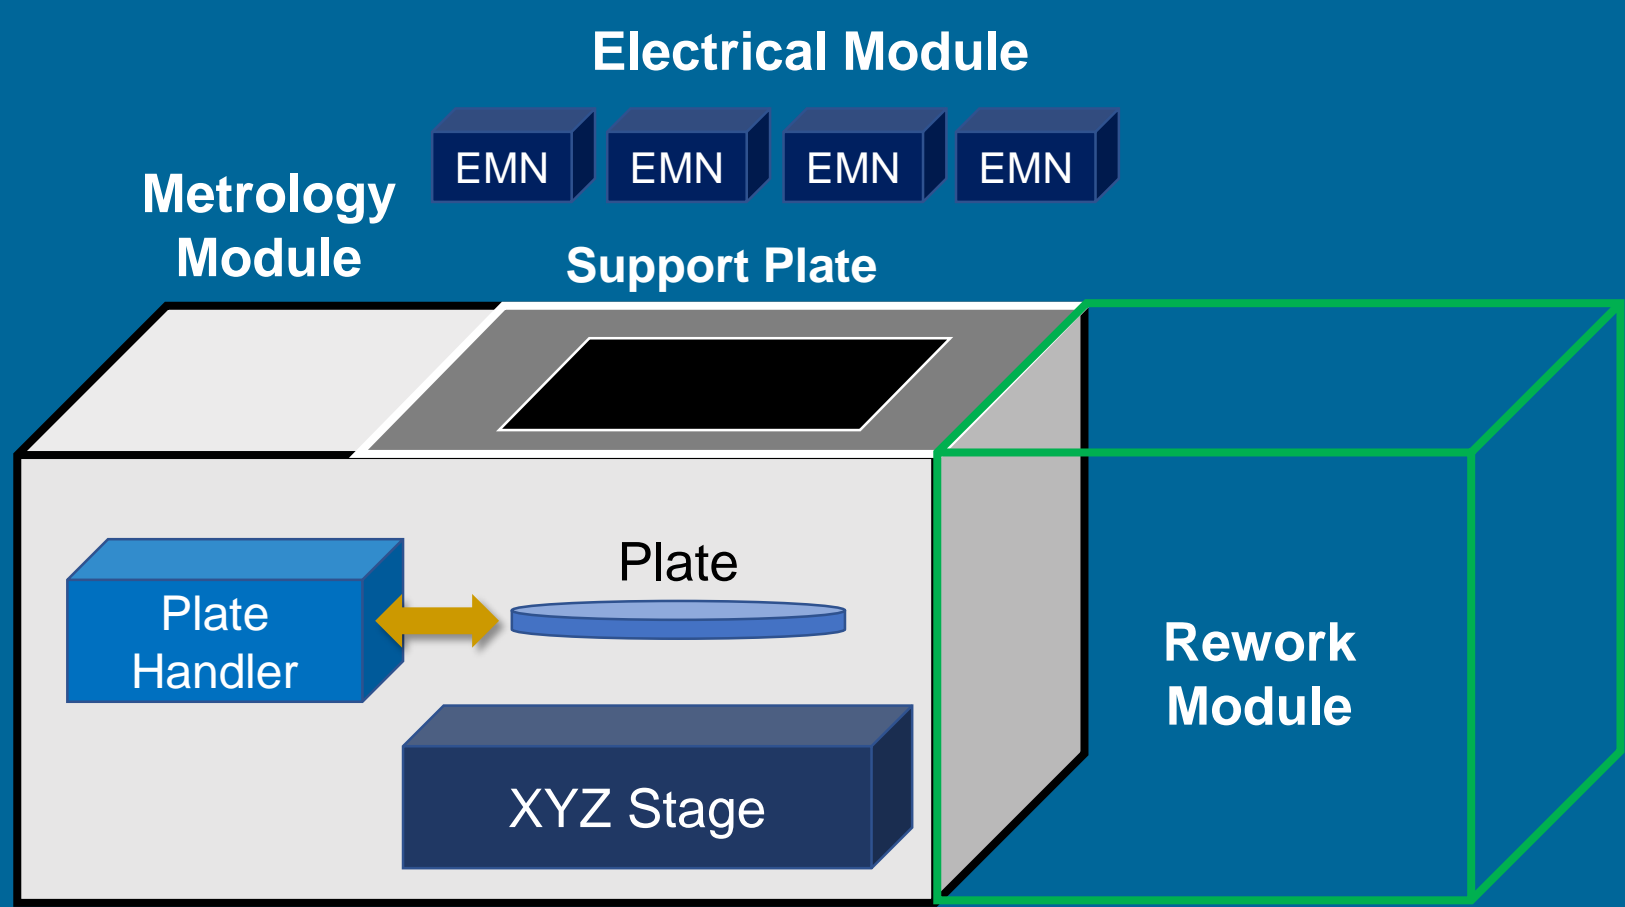 Electrical Module
EMN EMN EMN EMN
Metrology
Module
Support Plate
Plate
Plate
Handler
XYZ Stage
Rework
Module